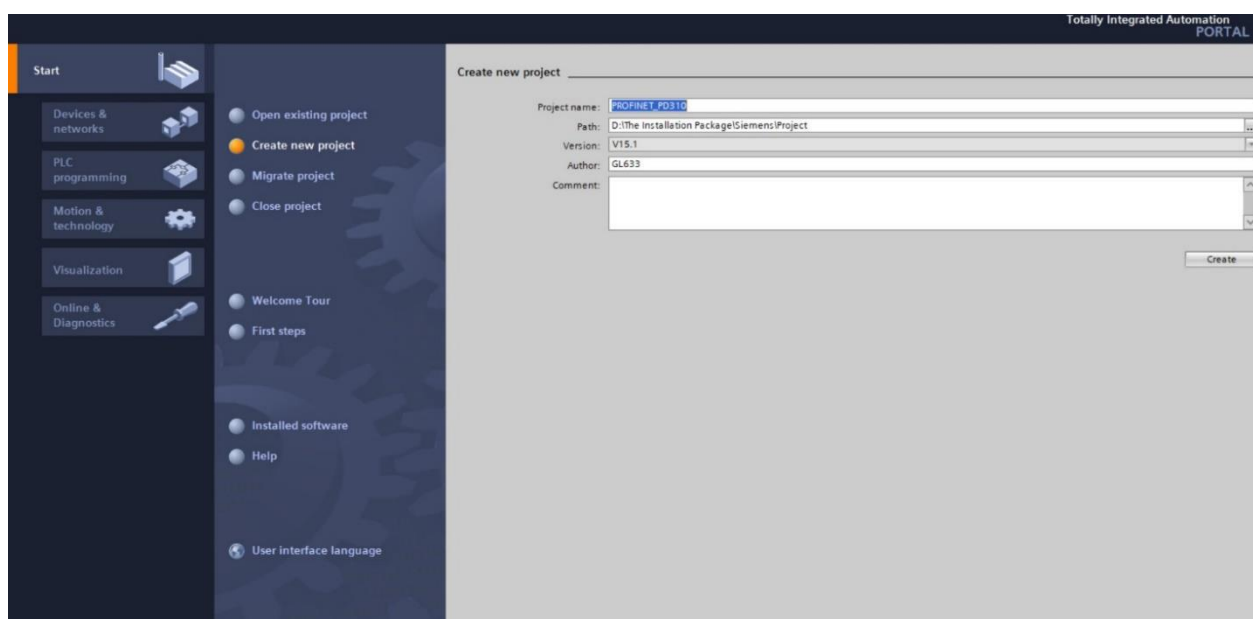 Totally Integrated Automation
PORTAL
Start
Devices &
networks
PLC
programming
Motion &
technology
Visualization
Online &
Diagnostics
Open existing project
Create new project
Migrate project
Close project
Welcome Tour
First steps
Installed software
Help
User interface language
Create new project
Project name: PROFINET_PD310
Path: D:\The Installation Package\Siemens\Project
...
Version: V15.1
Author: GL633
Comment:
Create